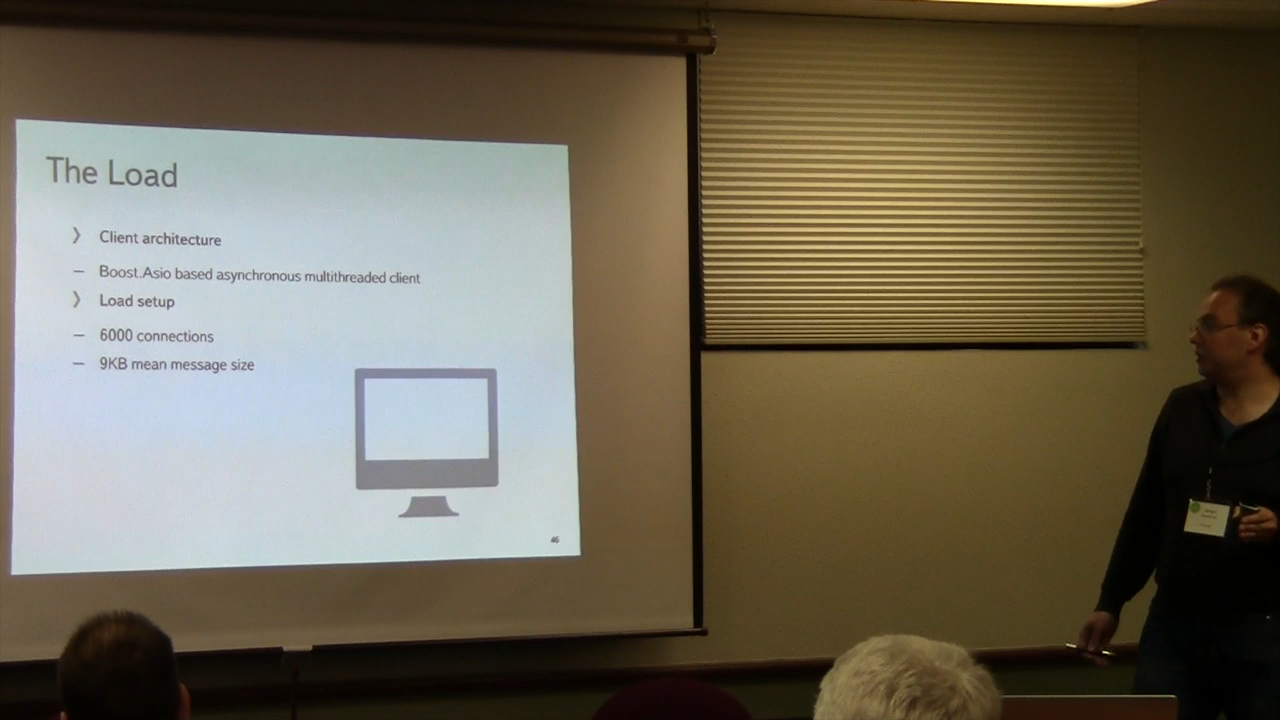 The Load
❯ Client architecture
– Boost.Asio based asynchronous multithreaded client
❯ Load setup
– 6000 connections
– 9KB mean message size
46